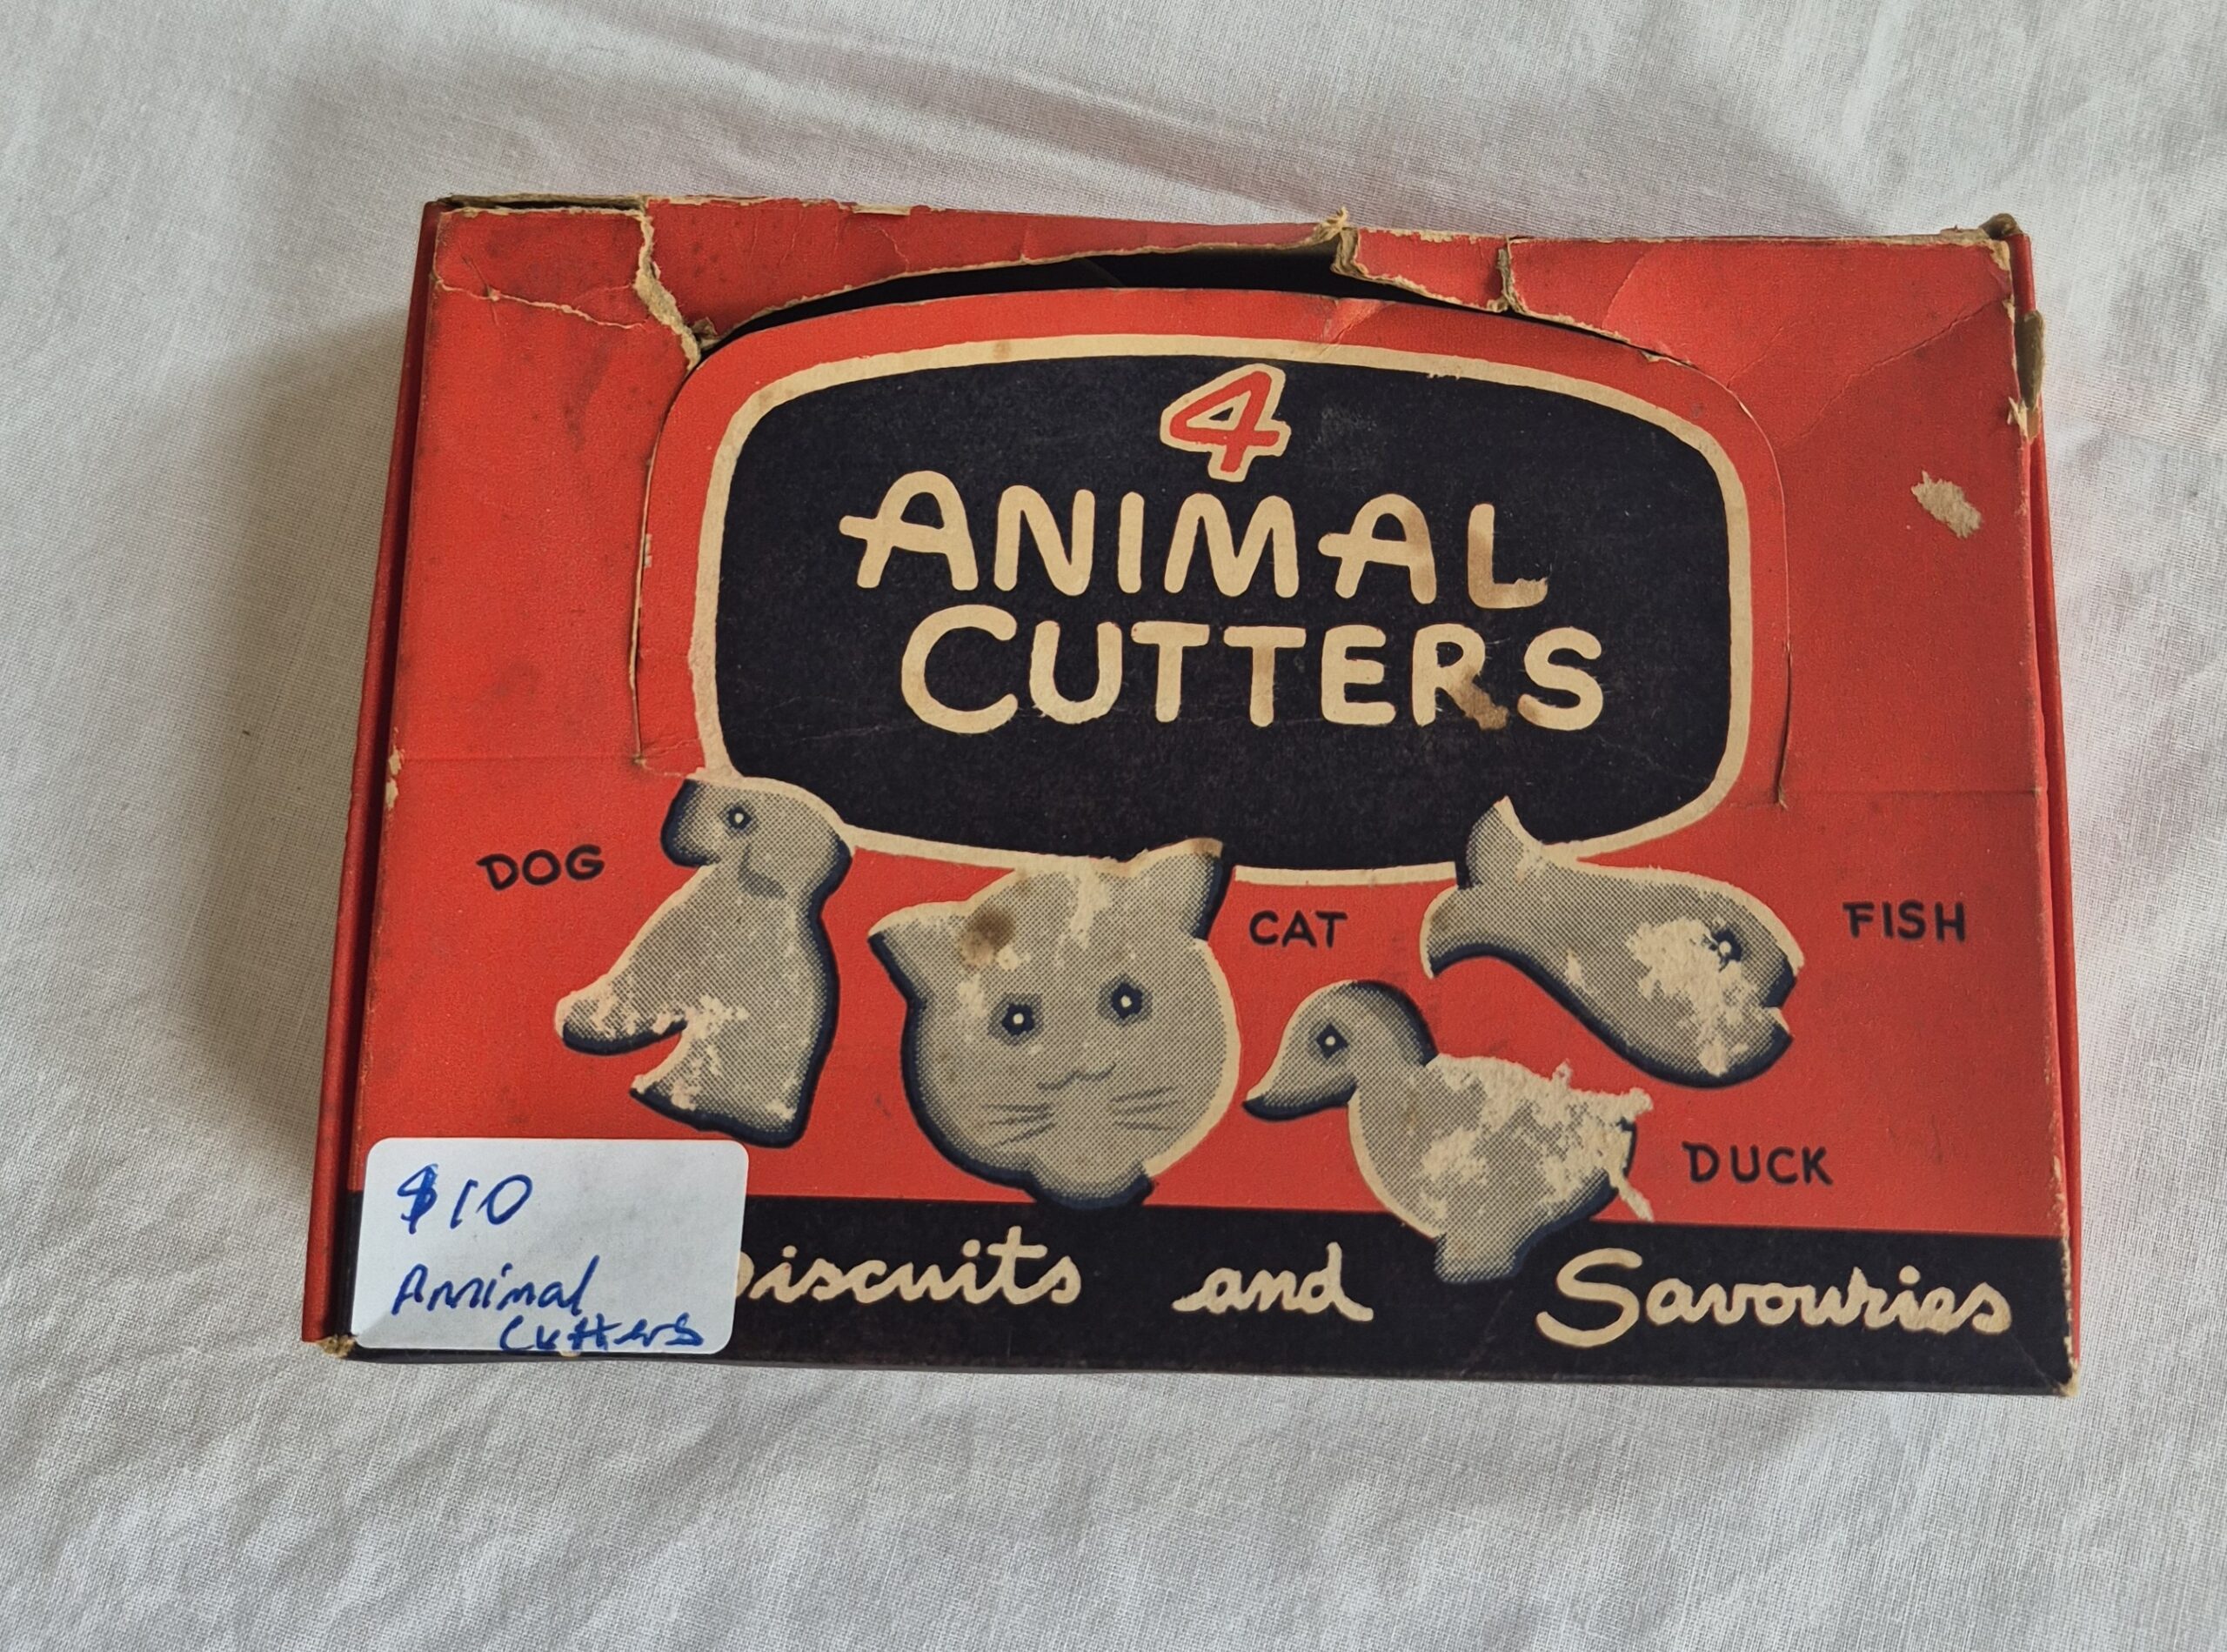 4
ANIMAL
CUTTERS
DOG
CAT
FISH
DUCK
$10
Animal
Cutters
iscuits and Savouries